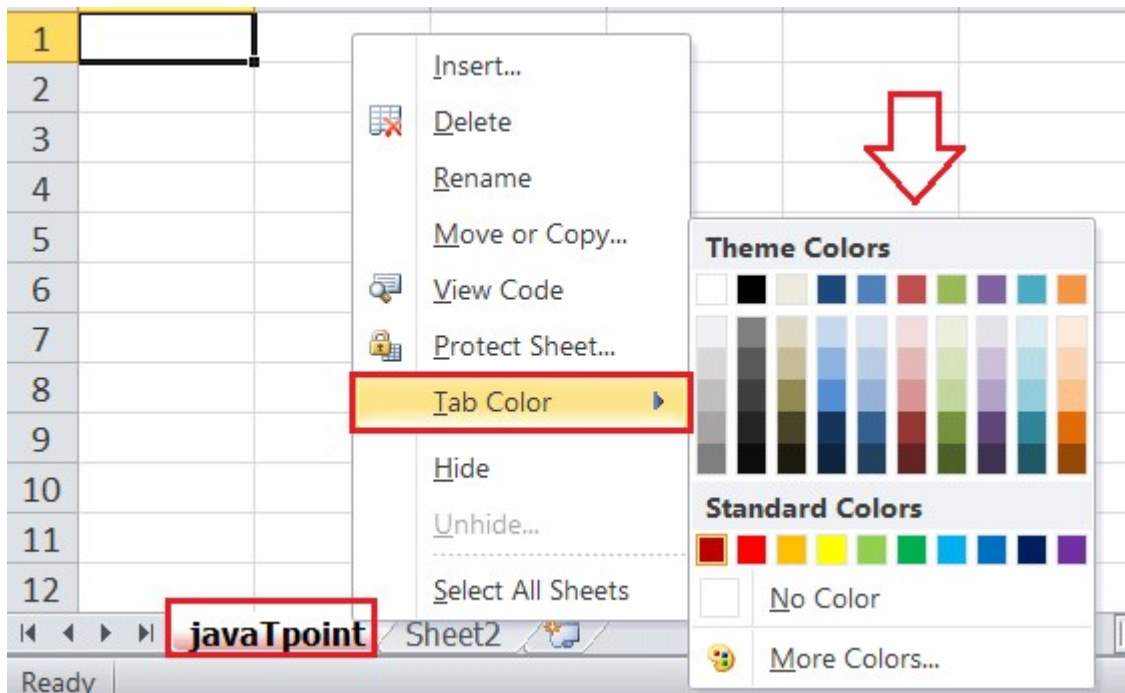 1
2
3
4
5
6
7
8
9
10
11
12
Insert...
Delete
Rename
Move or Copy...
View Code
Protect Sheet...
Tab Color
Hide
Unhide...
Select All Sheets
Theme Colors
Standard Colors
No Color
More Colors...
javaTpoint Sheet2
Ready